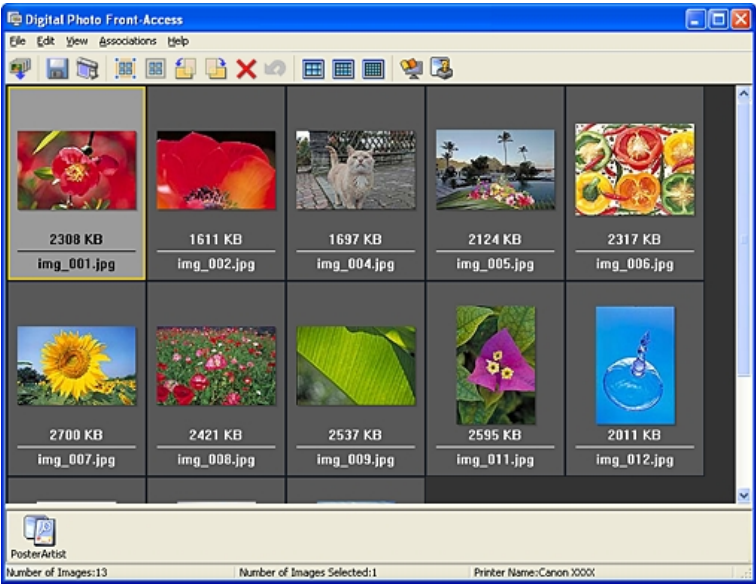 Digital Photo Front-Access
File Edit View Associations Help
2308 KB
img_001.jpg
1611 KB
img_002.jpg
1697 KB
img_004.jpg
2124 KB
img_005.jpg
2317 KB
img_006.jpg
2700 KB
img_007.jpg
2421 KB
img_008.jpg
2537 KB
img_009.jpg
2595 KB
img_011.jpg
2011 KB
img_012.jpg
PosterArtist
Number of Images:13 Number of Images Selected:1 Printer Name:Canon XXXX